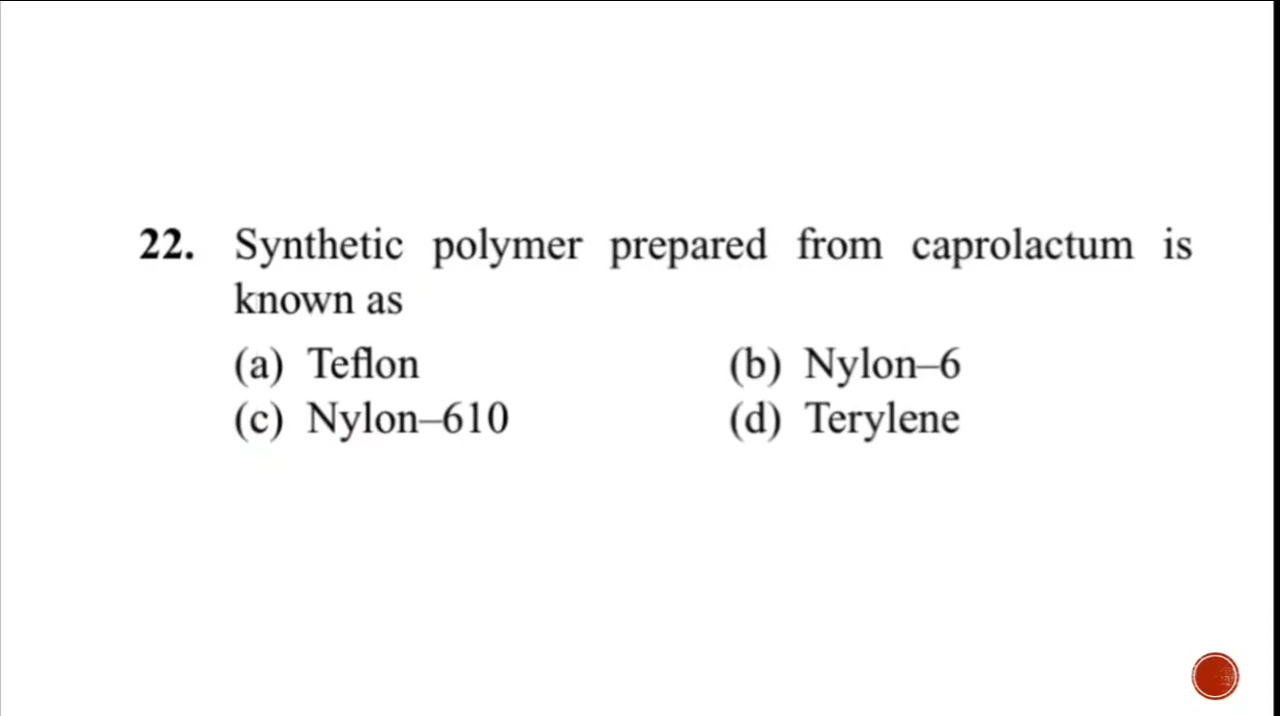 22. Synthetic polymer prepared from caprolactum is
known as
(a) Teflon (b) Nylon–6
(c) Nylon–610 (d) Terylene